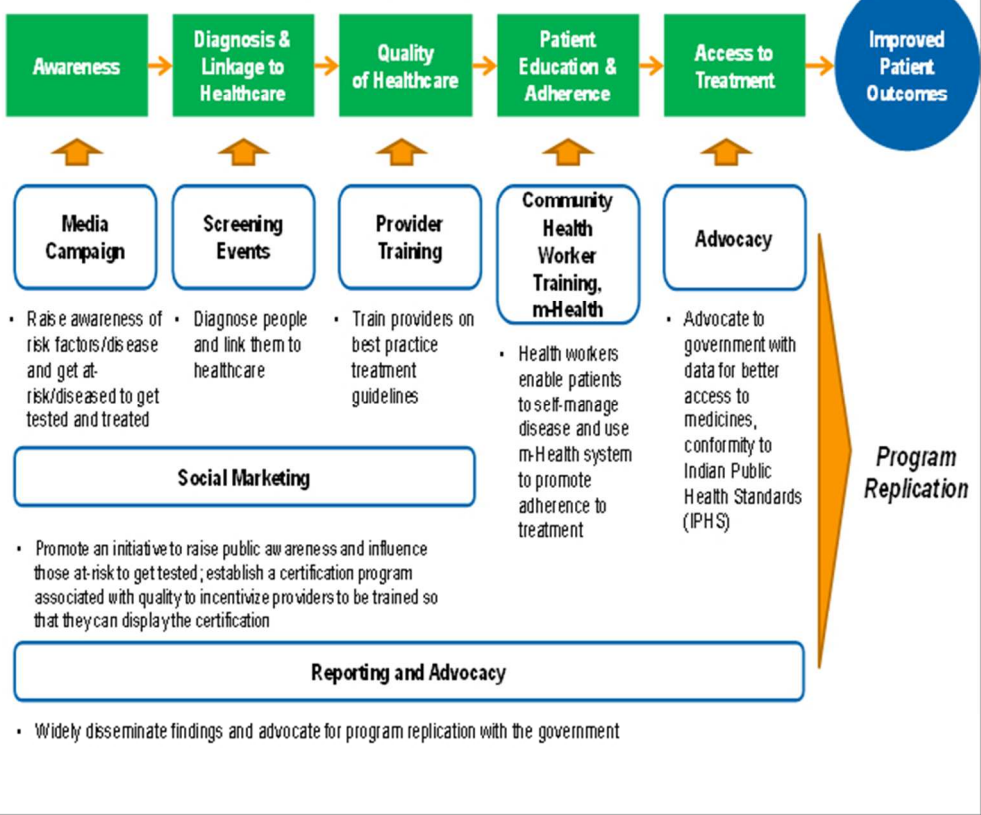 Awareness
Diagnosis &
Linkage to
Healthcare
Quality
of Healthcare
Patient
Education &
Adherence
Access to
Treatment
Improved
Patient
Outcomes
Media
Campaign
Screening
Events
Provider
Training
Community
Health
Worker
Training,
m-Health
Advocacy
• Raise awareness of
risk factors/disease
and get at-
risk/diseased to get
tested and treated
• Diagnose people
and link them to
healthcare
• Train providers on
best practice
treatment
guidelines
• Health workers
enable patients
to self-manage
disease and use
m-Health system
to promote
adherence to
treatment
• Advocate to
government with
data for better
access to
medicines,
conformity to
Indian Public
Health Standards
(IPHS)
Program
Replication
Social Marketing
• Promote an initiative to raise public awareness and influence
those at-risk to get tested; establish a certification program
associated with quality to incentivize providers to be trained so
that they can display the certification
Reporting and Advocacy
• Widely disseminate findings and advocate for program replication with the government